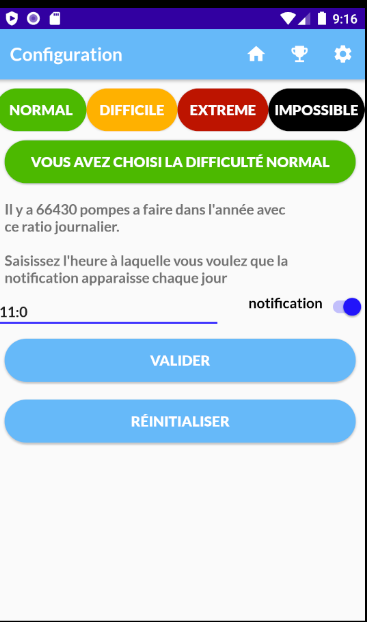 9:16
Configuration
NORMAL DIFFICILE EXTREME IMPOSSIBLE
VOUS AVEZ CHOISI LA DIFFICULTÉ NORMAL
Il y a 66430 pompes a faire dans l'année avec
ce ratio journalier.
Saisissez l'heure à laquelle vous voulez que la
notification apparaisse chaque jour
notification
11:0
VALIDER
RÉINITIALISER